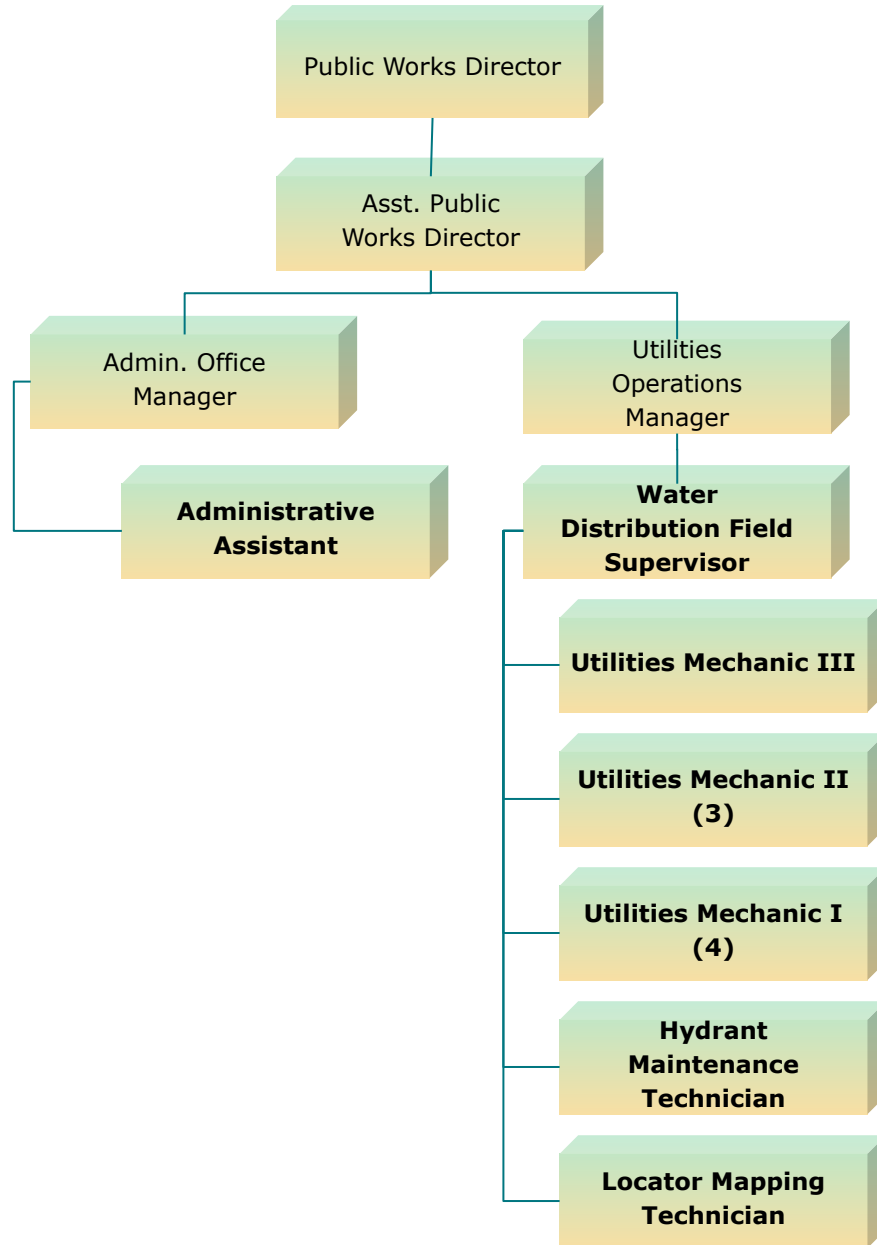 Public Works Director
Asst. Public
Works Director
Admin. Office
Manager
Utilities
Operations
Manager
Administrative
Assistant
Water
Distribution Field
Supervisor
Utilities Mechanic III
Utilities Mechanic II
(3)
Utilities Mechanic I
(4)
Hydrant
Maintenance
Technician
Locator Mapping
Technician